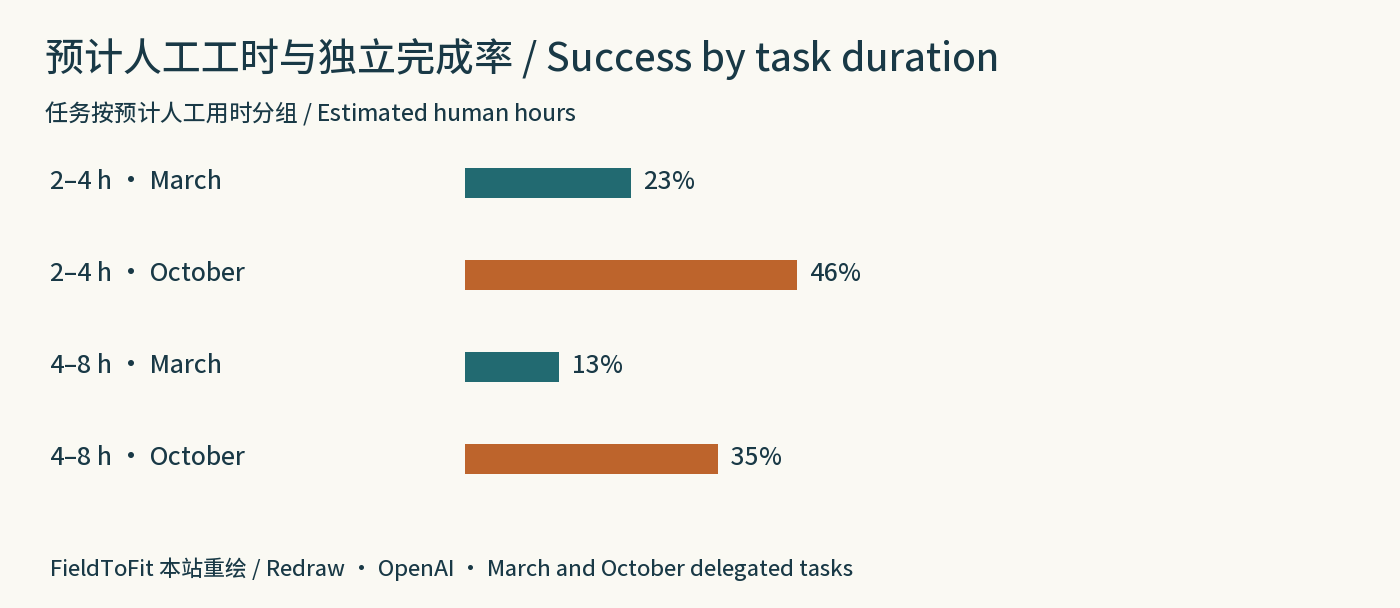 预计人工工时与独立完成率 / Success by task duration
任务按预计人工用时分组 / Estimated human hours
2–4 h • March 23%
2–4 h • October 46%
4–8 h • March 13%
4–8 h • October 35%
FieldToFit 本站重绘 / Redraw • OpenAI • March and October delegated tasks